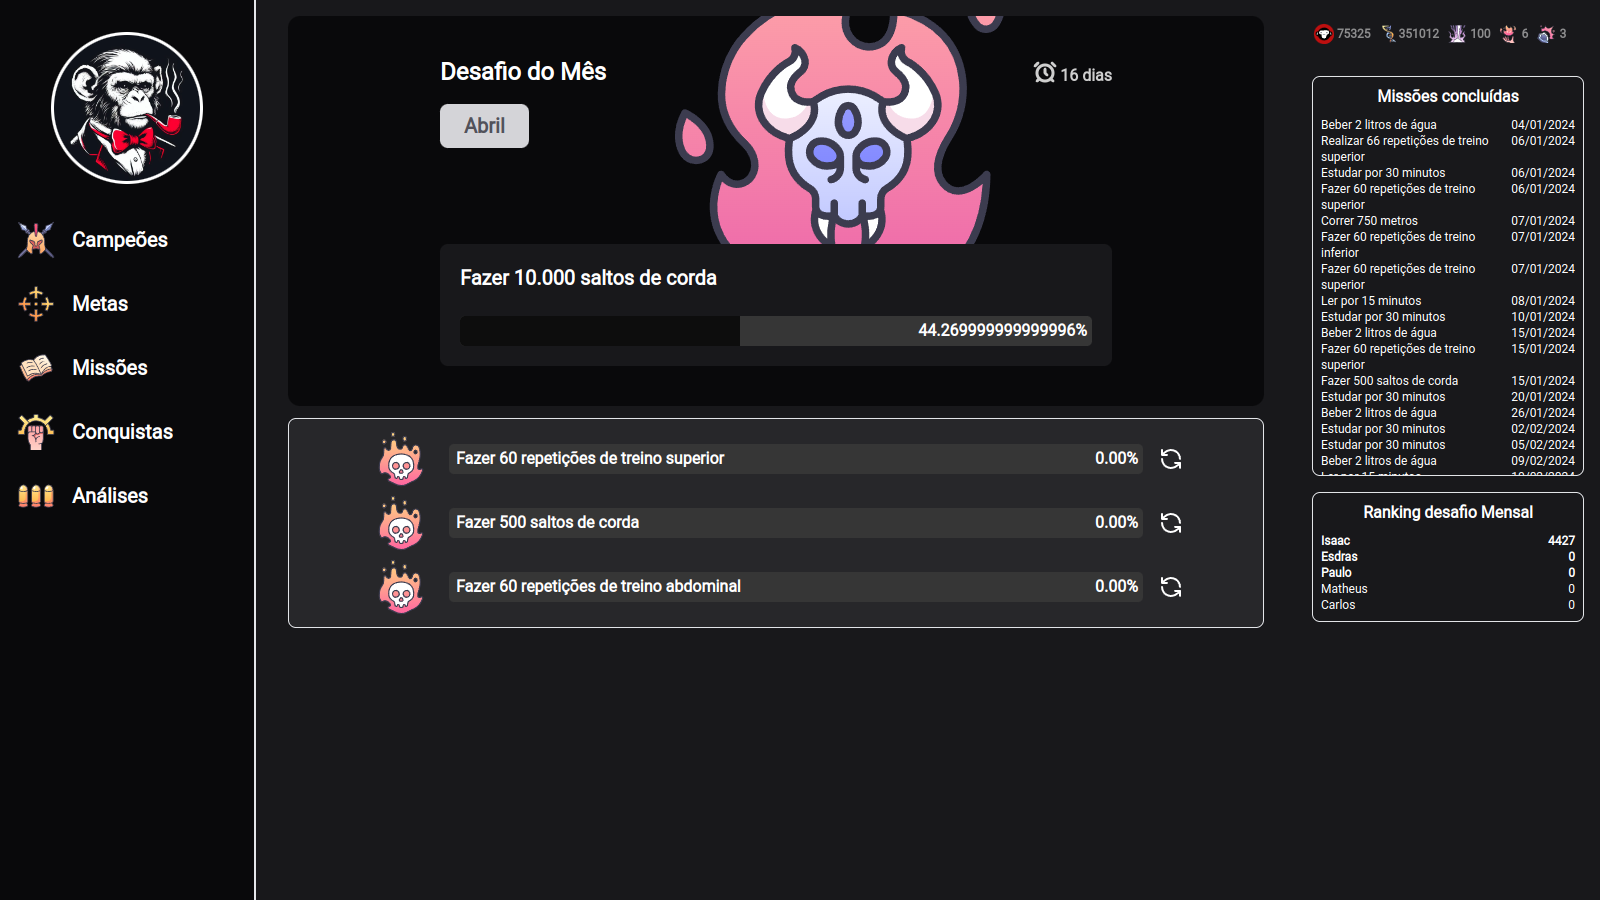 Campeões
Metas
Missões
Conquistas
Análises
Desafio do Mês
16 dias
Abril
Fazer 10.000 saltos de corda
44.269999999999996%
Fazer 60 repetições de treino superior 0.00%
Fazer 500 saltos de corda 0.00%
Fazer 60 repetições de treino abdominal 0.00%
75325 351012 100 6 3
Missões concluídas
Beber 2 litros de água 04/01/2024
Realizar 66 repetições de treino 06/01/2024
superior
Estudar por 30 minutos 06/01/2024
Fazer 60 repetições de treino 06/01/2024
superior
Correr 750 metros 07/01/2024
Fazer 60 repetições de treino 07/01/2024
inferior
Fazer 60 repetições de treino 07/01/2024
superior
Ler por 15 minutos 08/01/2024
Estudar por 30 minutos 10/01/2024
Beber 2 litros de água 15/01/2024
Fazer 60 repetições de treino 15/01/2024
superior
Fazer 500 saltos de corda 15/01/2024
Estudar por 30 minutos 20/01/2024
Beber 2 litros de água 26/01/2024
Estudar por 30 minutos 02/02/2024
Estudar por 30 minutos 05/02/2024
Beber 2 litros de água 09/02/2024
Ranking desafio Mensal
Isaac 4427
Esdras 0
Paulo 0
Matheus 0
Carlos 0